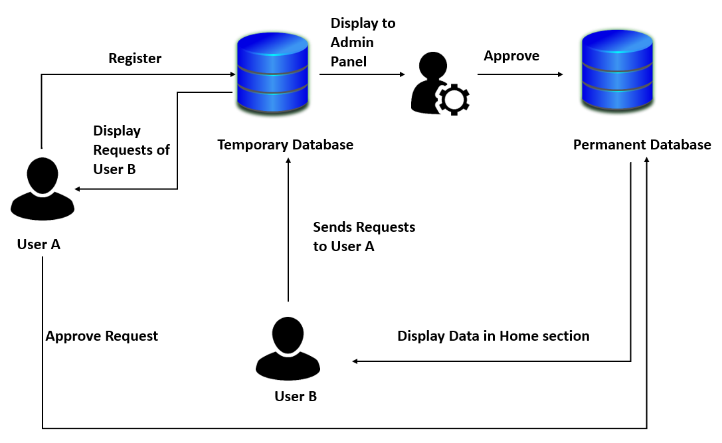 Display to
Admin
Panel
Register
Approve
Display
Requests of
User B
Temporary Database
Permanent Database
User A
Sends Requests
to User A
Approve Request
Display Data in Home section
User B